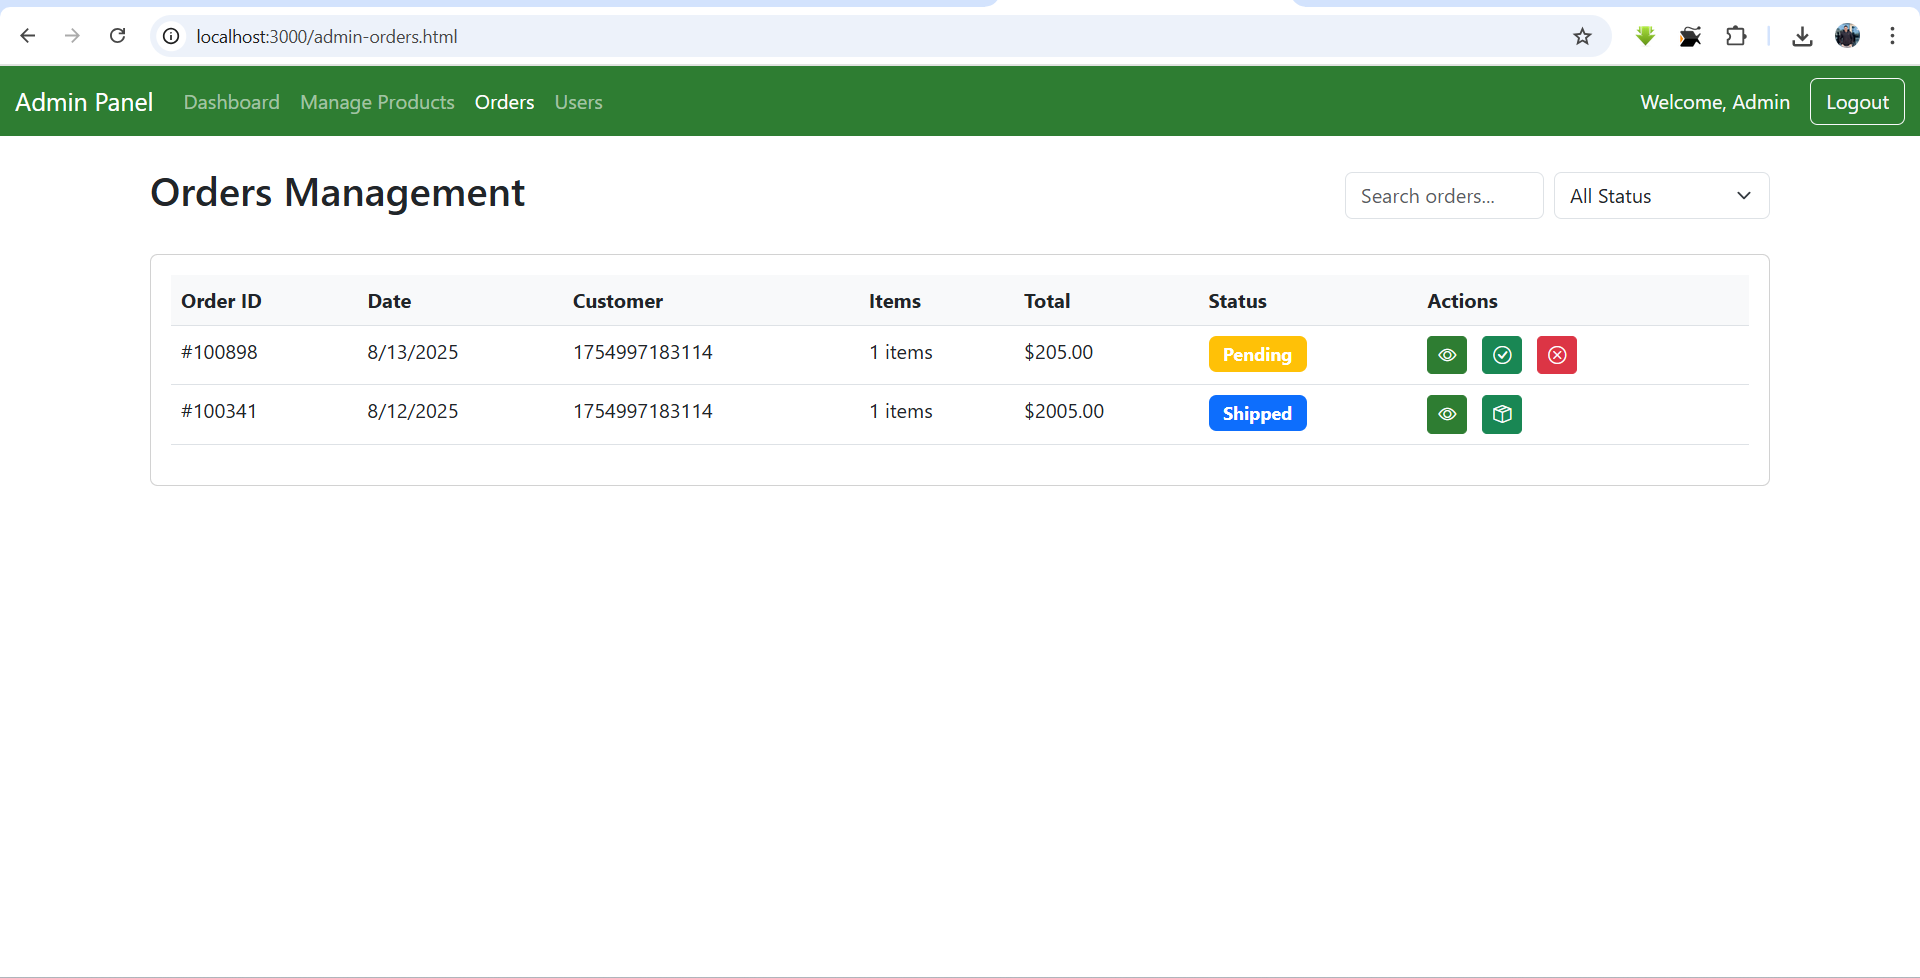 localhost:3000/admin-orders.html
Admin Panel Dashboard Manage Products Orders Users Welcome, Admin Logout
Orders Management Search orders... All Status
Order ID Date Customer Items Total Status Actions
#100898 8/13/2025 1754997183114 1 items $205.00 Pending
#100341 8/12/2025 1754997183114 1 items $2005.00 Shipped